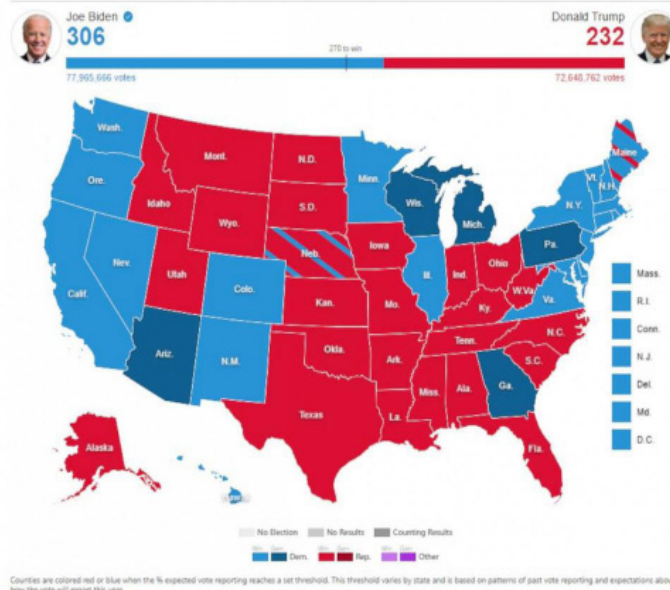 Joe Biden
Donald Trump
306
232
270 to win
77,965,666 votes
72,648,762 votes
Wash.
Ore.
Calif.
Nev.
Idaho
Mont.
Wyo.
Utah
Ariz.
Colo.
N.M.
N.D.
S.D.
Neb.
Kan.
Okla.
Texas
Minn.
Iowa
Mo.
Ark.
La.
Wis.
Ill.
Mich.
Ind.
Ohio
Ky.
Tenn.
Miss.
Ala.
Ga.
Fla.
S.C.
N.C.
Va.
W.Va
Pa.
N.Y.
Vt.
N.H.
Maine
Alaska
Mass.
R.I.
Conn.
N.J.
Del.
Md.
D.C.
No Election
No Results
Counting Results
Dem.
Rep.
Other
Counties are colored red or blue when the % expected vote reporting reaches a set threshold. This threshold varies by state and is based on patterns of past vote reporting and expectations